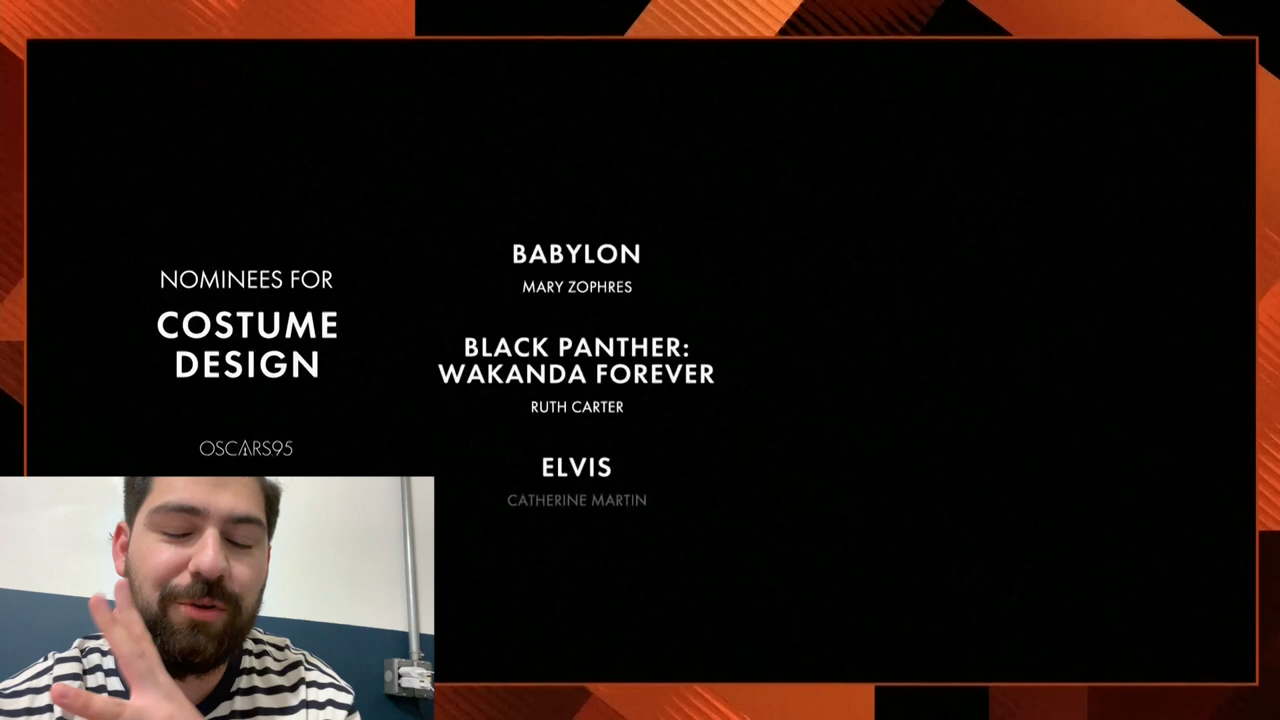 NOMINEES FOR
COSTUME
DESIGN
OSCARS95
BABYLON
MARY ZOPHRES
BLACK PANTHER:
WAKANDA FOREVER
RUTH CARTER
ELVIS
CATHERINE MARTIN